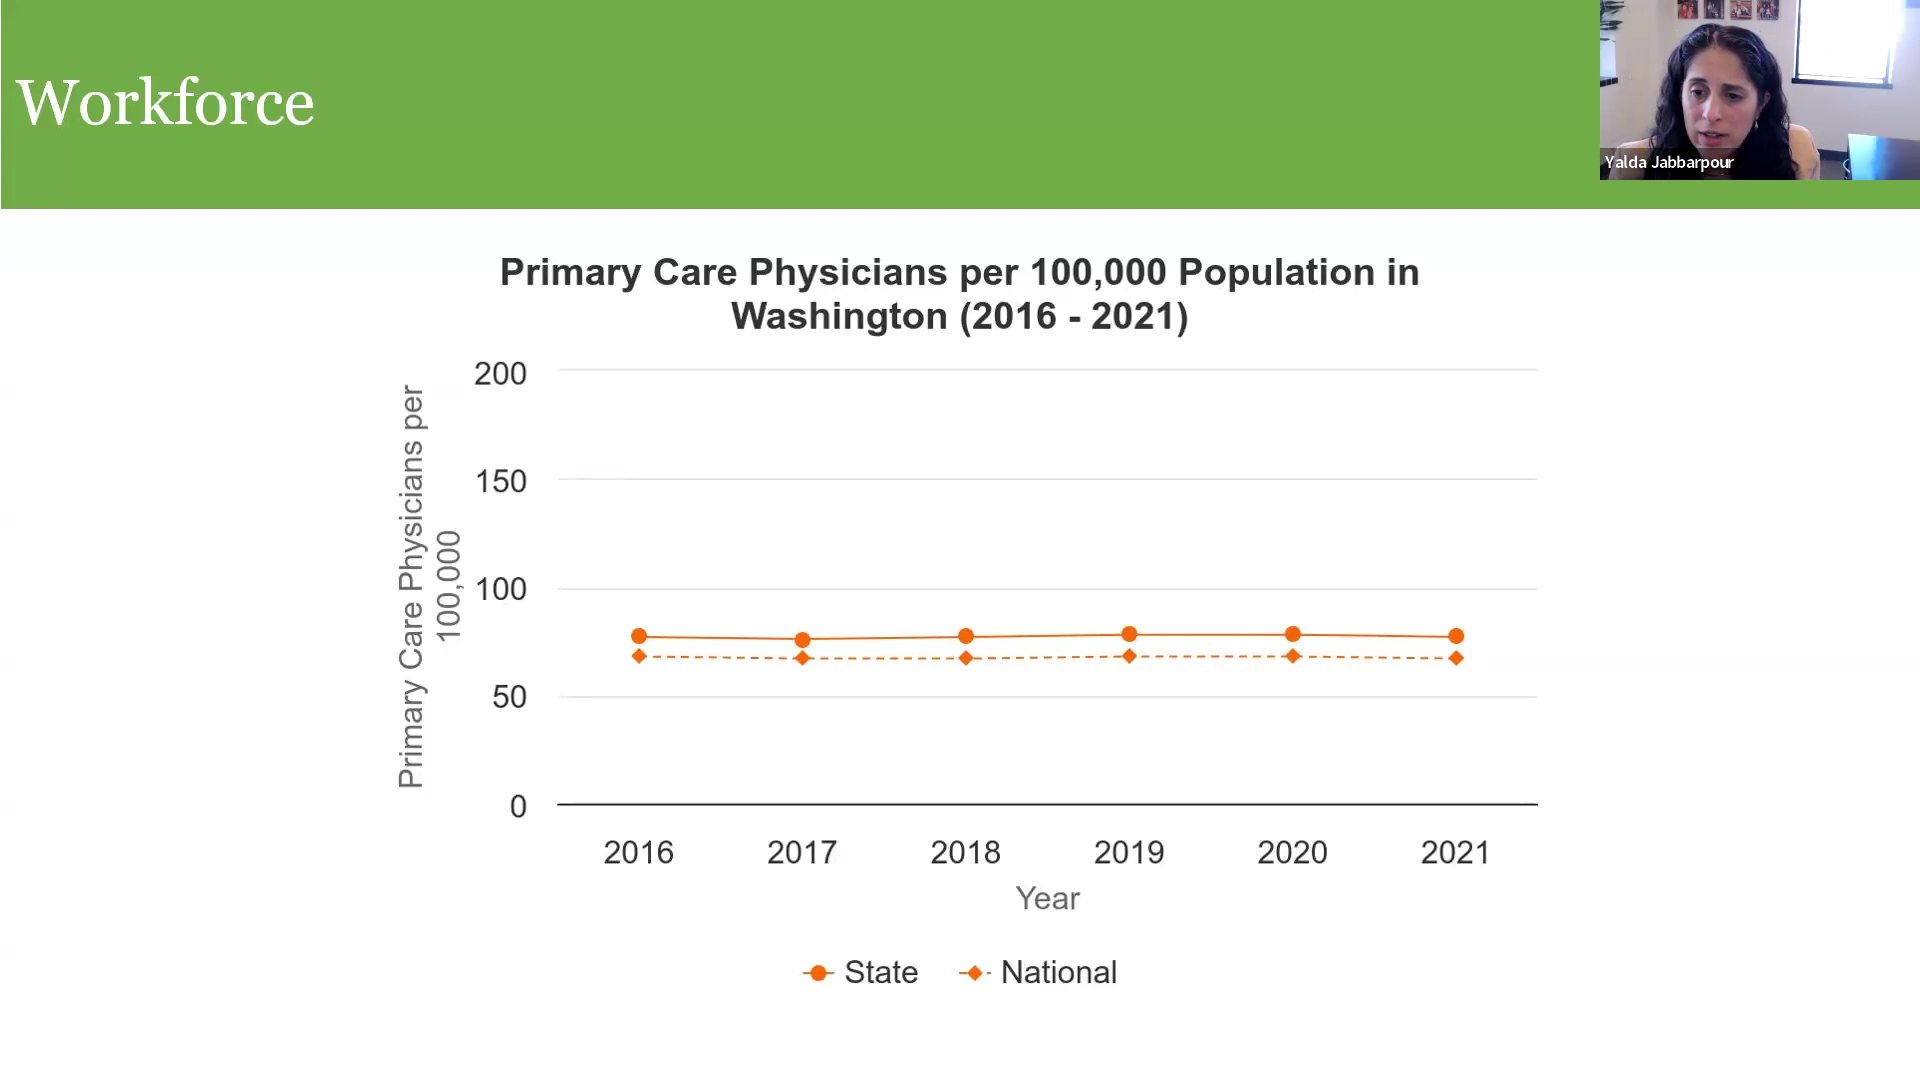 Workforce
Yalda Jabbarpour
Primary Care Physicians per 100,000 Population in
Washington (2016 - 2021)
Primary Care Physicians per
100,000
200
150
100
50
0
2016 2017 2018 2019 2020 2021
Year
State National